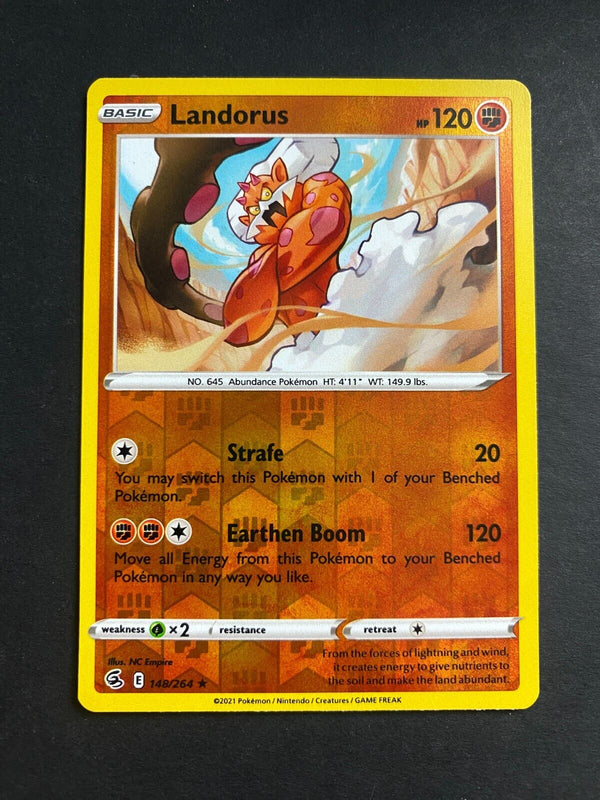 BASIC Landorus HP 120
NO. 645 Abundance Pokémon HT: 4'11" WT: 149.9 lbs.
Strafe 20
You may switch this Pokémon with 1 of your Benched
Pokémon.
Earthen Boom 120
Move all Energy from this Pokémon to your Benched
Pokémon in any way you like.
weakness ×2 resistance retreat
Illus. NC Empire
From the forces of lightning and wind,
it creates energy to give nutrients to
the soil and make the land abundant.
E 148/264 ★
©2021 Pokémon / Nintendo / Creatures / GAME FREAK